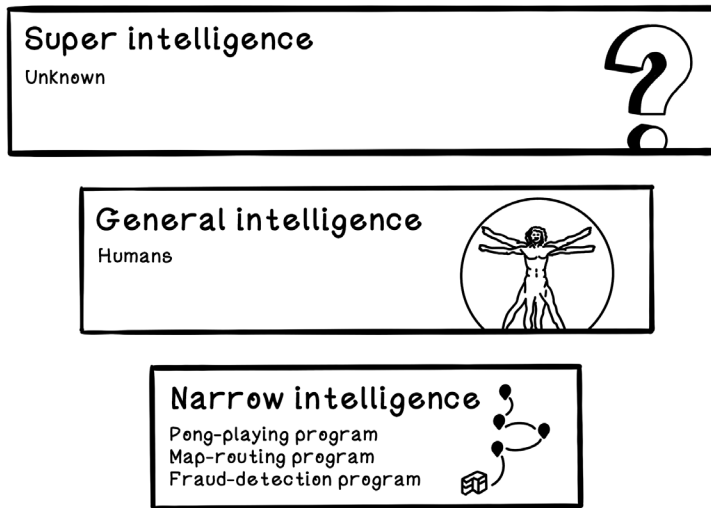 Super intelligence
Unknown
General intelligence
Humans
Narrow intelligence
Pong-playing program
Map-routing program
Fraud-detection program